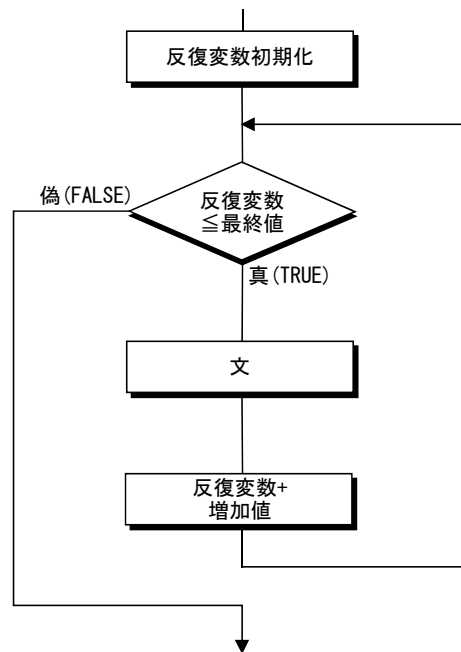 反復変数初期化
偽(FALSE)
反復変数
≦最終値
真(TRUE)
文
反復変数+
増加値